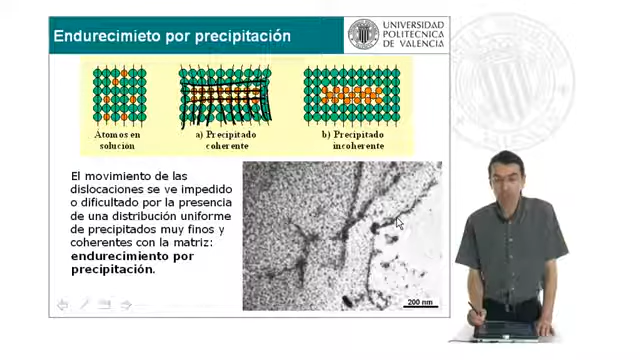 Endurecimieto por precipitación
UNIVERSIDAD
POLITECNICA
DE VALENCIA
Átomos en
solución
a) Precipitado
coherente
b) Precipitado
incoherente
El movimiento de las
dislocaciones se ve impedido
o dificultado por la presencia
de una distribución uniforme
de precipitados muy finos y
coherentes con la matriz:
endurecimiento por
precipitación.
200 nm